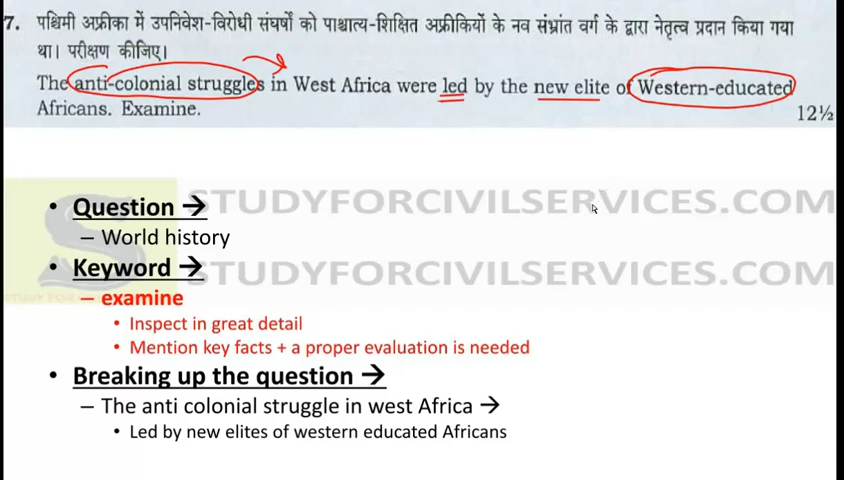 7. पश्चिमी अफ्रीका में उपनिवेश-विरोधी संघर्षों को पाश्चात्य-शिक्षित अफ्रीकियों के नव संभ्रांत वर्ग के द्वारा नेतृत्व प्रदान किया गया
था। परीक्षण कीजिए।
The anti-colonial struggles in West Africa were led by the new elite of Western-educated
Africans. Examine.
12½
STUDYFORCIVILSERVICES.COM
• Question →
– World history
• Keyword →
STUDYFORCIVILSERVICES.COM
– examine
• Inspect in great detail
• Mention key facts + a proper evaluation is needed
• Breaking up the question →
– The anti colonial struggle in west Africa →
• Led by new elites of western educated Africans